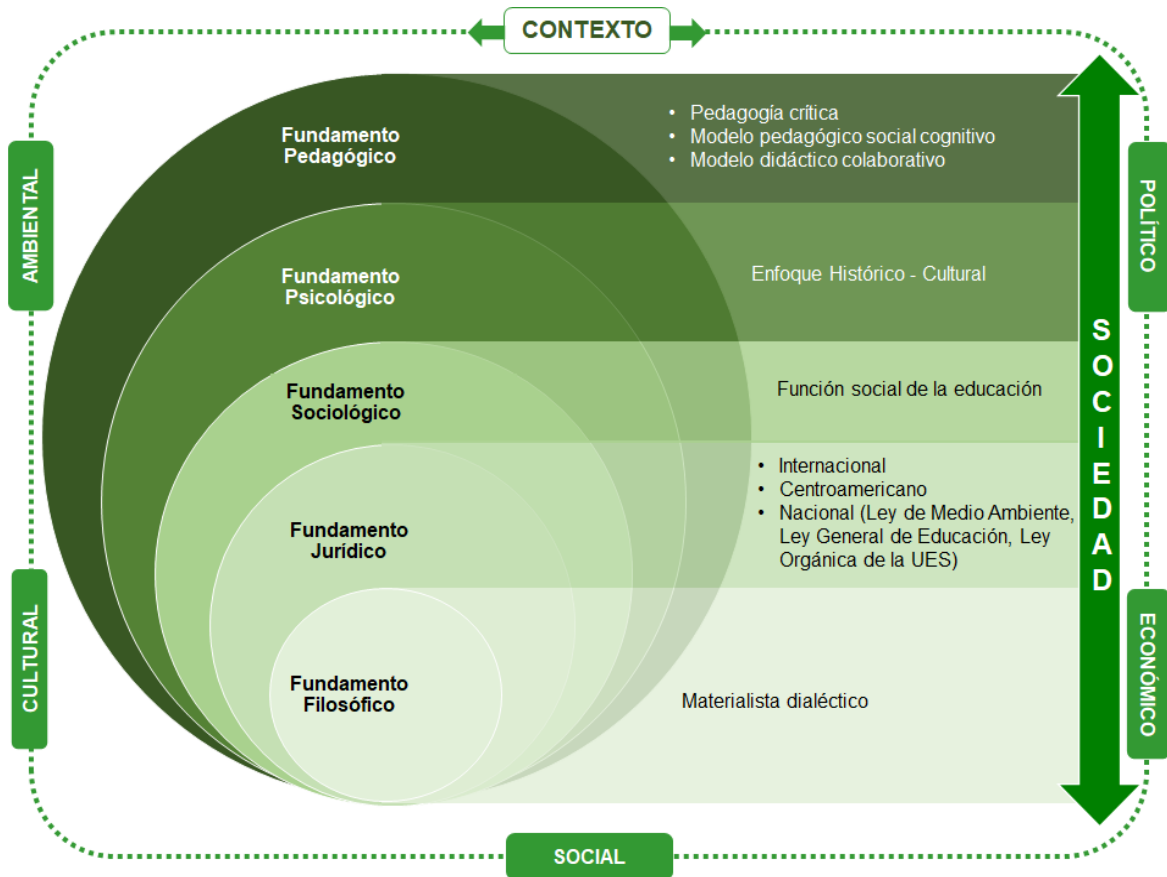 CONTEXTO
Fundamento
Pedagógico
• Pedagogía crítica
• Modelo pedagógico social cognitivo
• Modelo didáctico colaborativo
AMBIENTAL
POLÍTICO
Fundamento
Psicológico
Enfoque Histórico - Cultural
SOCIEDAD
Fundamento
Sociológico
Función social de la educación
Fundamento
Jurídico
• Internacional
• Centroamericano
• Nacional (Ley de Medio Ambiente,
Ley General de Educación, Ley
Orgánica de la UES)
CULTURAL
ECONÓMICO
Fundamento
Filosófico
Materialista dialéctico
SOCIAL